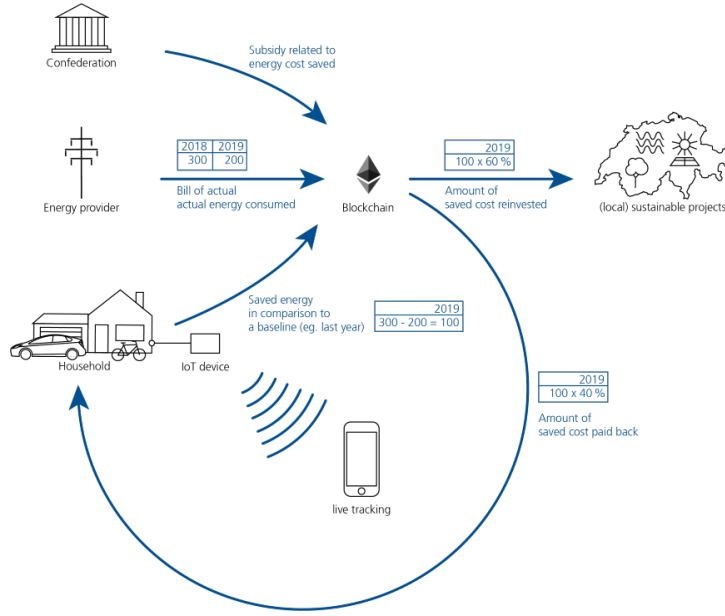 Confederation
Subsidy related to
energy cost saved
2018 2019
300 200
Bill of actual
actual energy consumed
Energy provider
Blockchain
2019
100 x 60 %
Amount of
saved cost reinvested
(local) sustainable projects
Saved energy
in comparison to
a baseline (eg. last year)
2019
300 - 200 = 100
Household
IoT device
2019
100 x 40 %
Amount of
saved cost paid back
live tracking